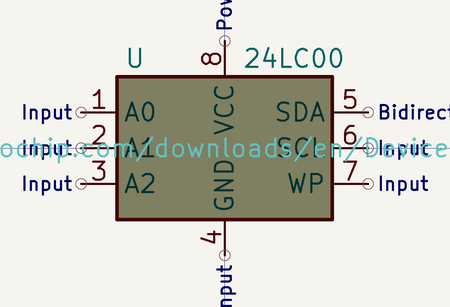 Pow
8
U 24LC00
Input 1 A0 VCC SDA 5 Bidirect
Input 2 A1 SCL 6 Input
ochip.com/downloads/en/Device
Input 3 A2 GND WP 7 Input
4
nput